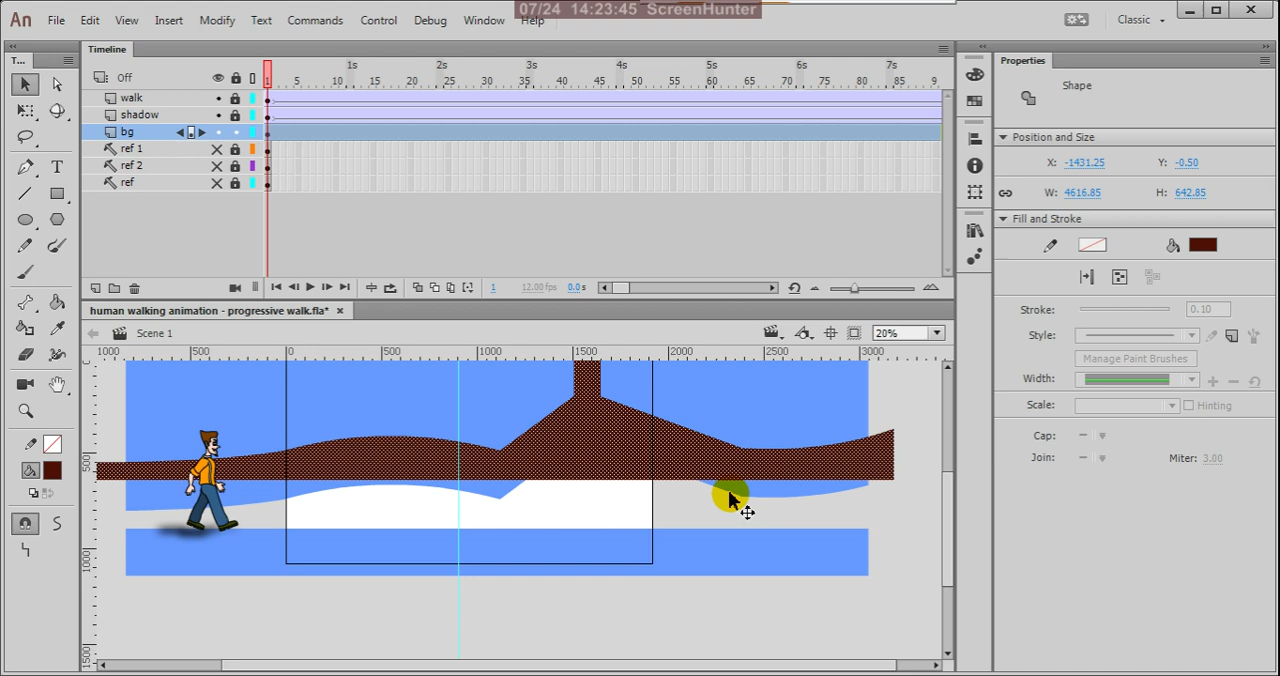 07/24 14:23:45 ScreenHunter
An File Edit View Insert Modify Text Commands Control Debug Window Help Classic
T...
Timeline
Properties
Off
1s 2s 3s 4s 5s 6s 7s
1 5 10 15 20 25 30 35 40 45 50 55 60 65 70 75 80 85 9
walk
shadow
bg
ref 1
ref 2
ref
1 12.00 fps 0.0s
human walking animation - progressive walk.fla*
Scene 1
20%
1000 500 0 500 1000 1500 2000 2500 3000
500
1000
1500
Shape
Position and Size
X: -1431.25 Y: -0.50
W: 4616.85 H: 642.85
Fill and Stroke
Stroke: 0.10
Style:
Manage Paint Brushes
Width:
Scale: Hinting
Cap:
Join: Miter: 3.00